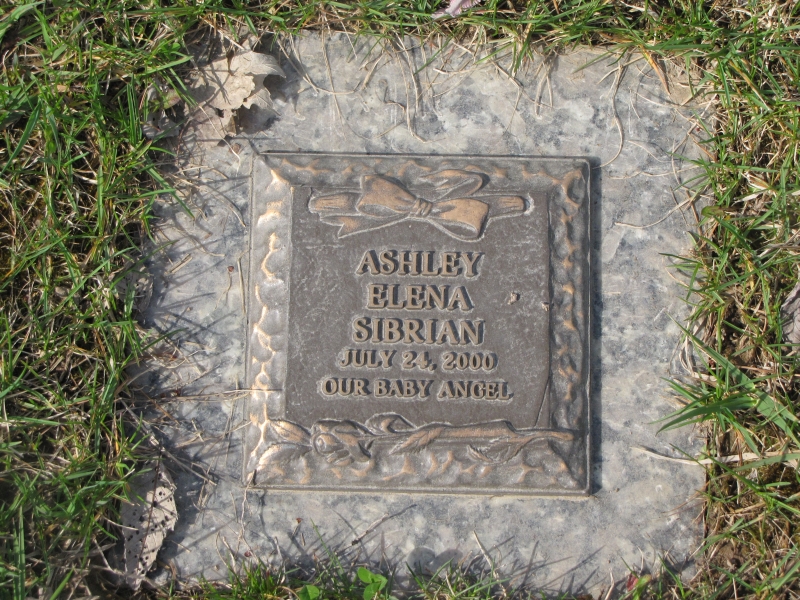 ASHLEY
ELENA
SIBRIAN
JULY 24, 2000
OUR BABY ANGEL